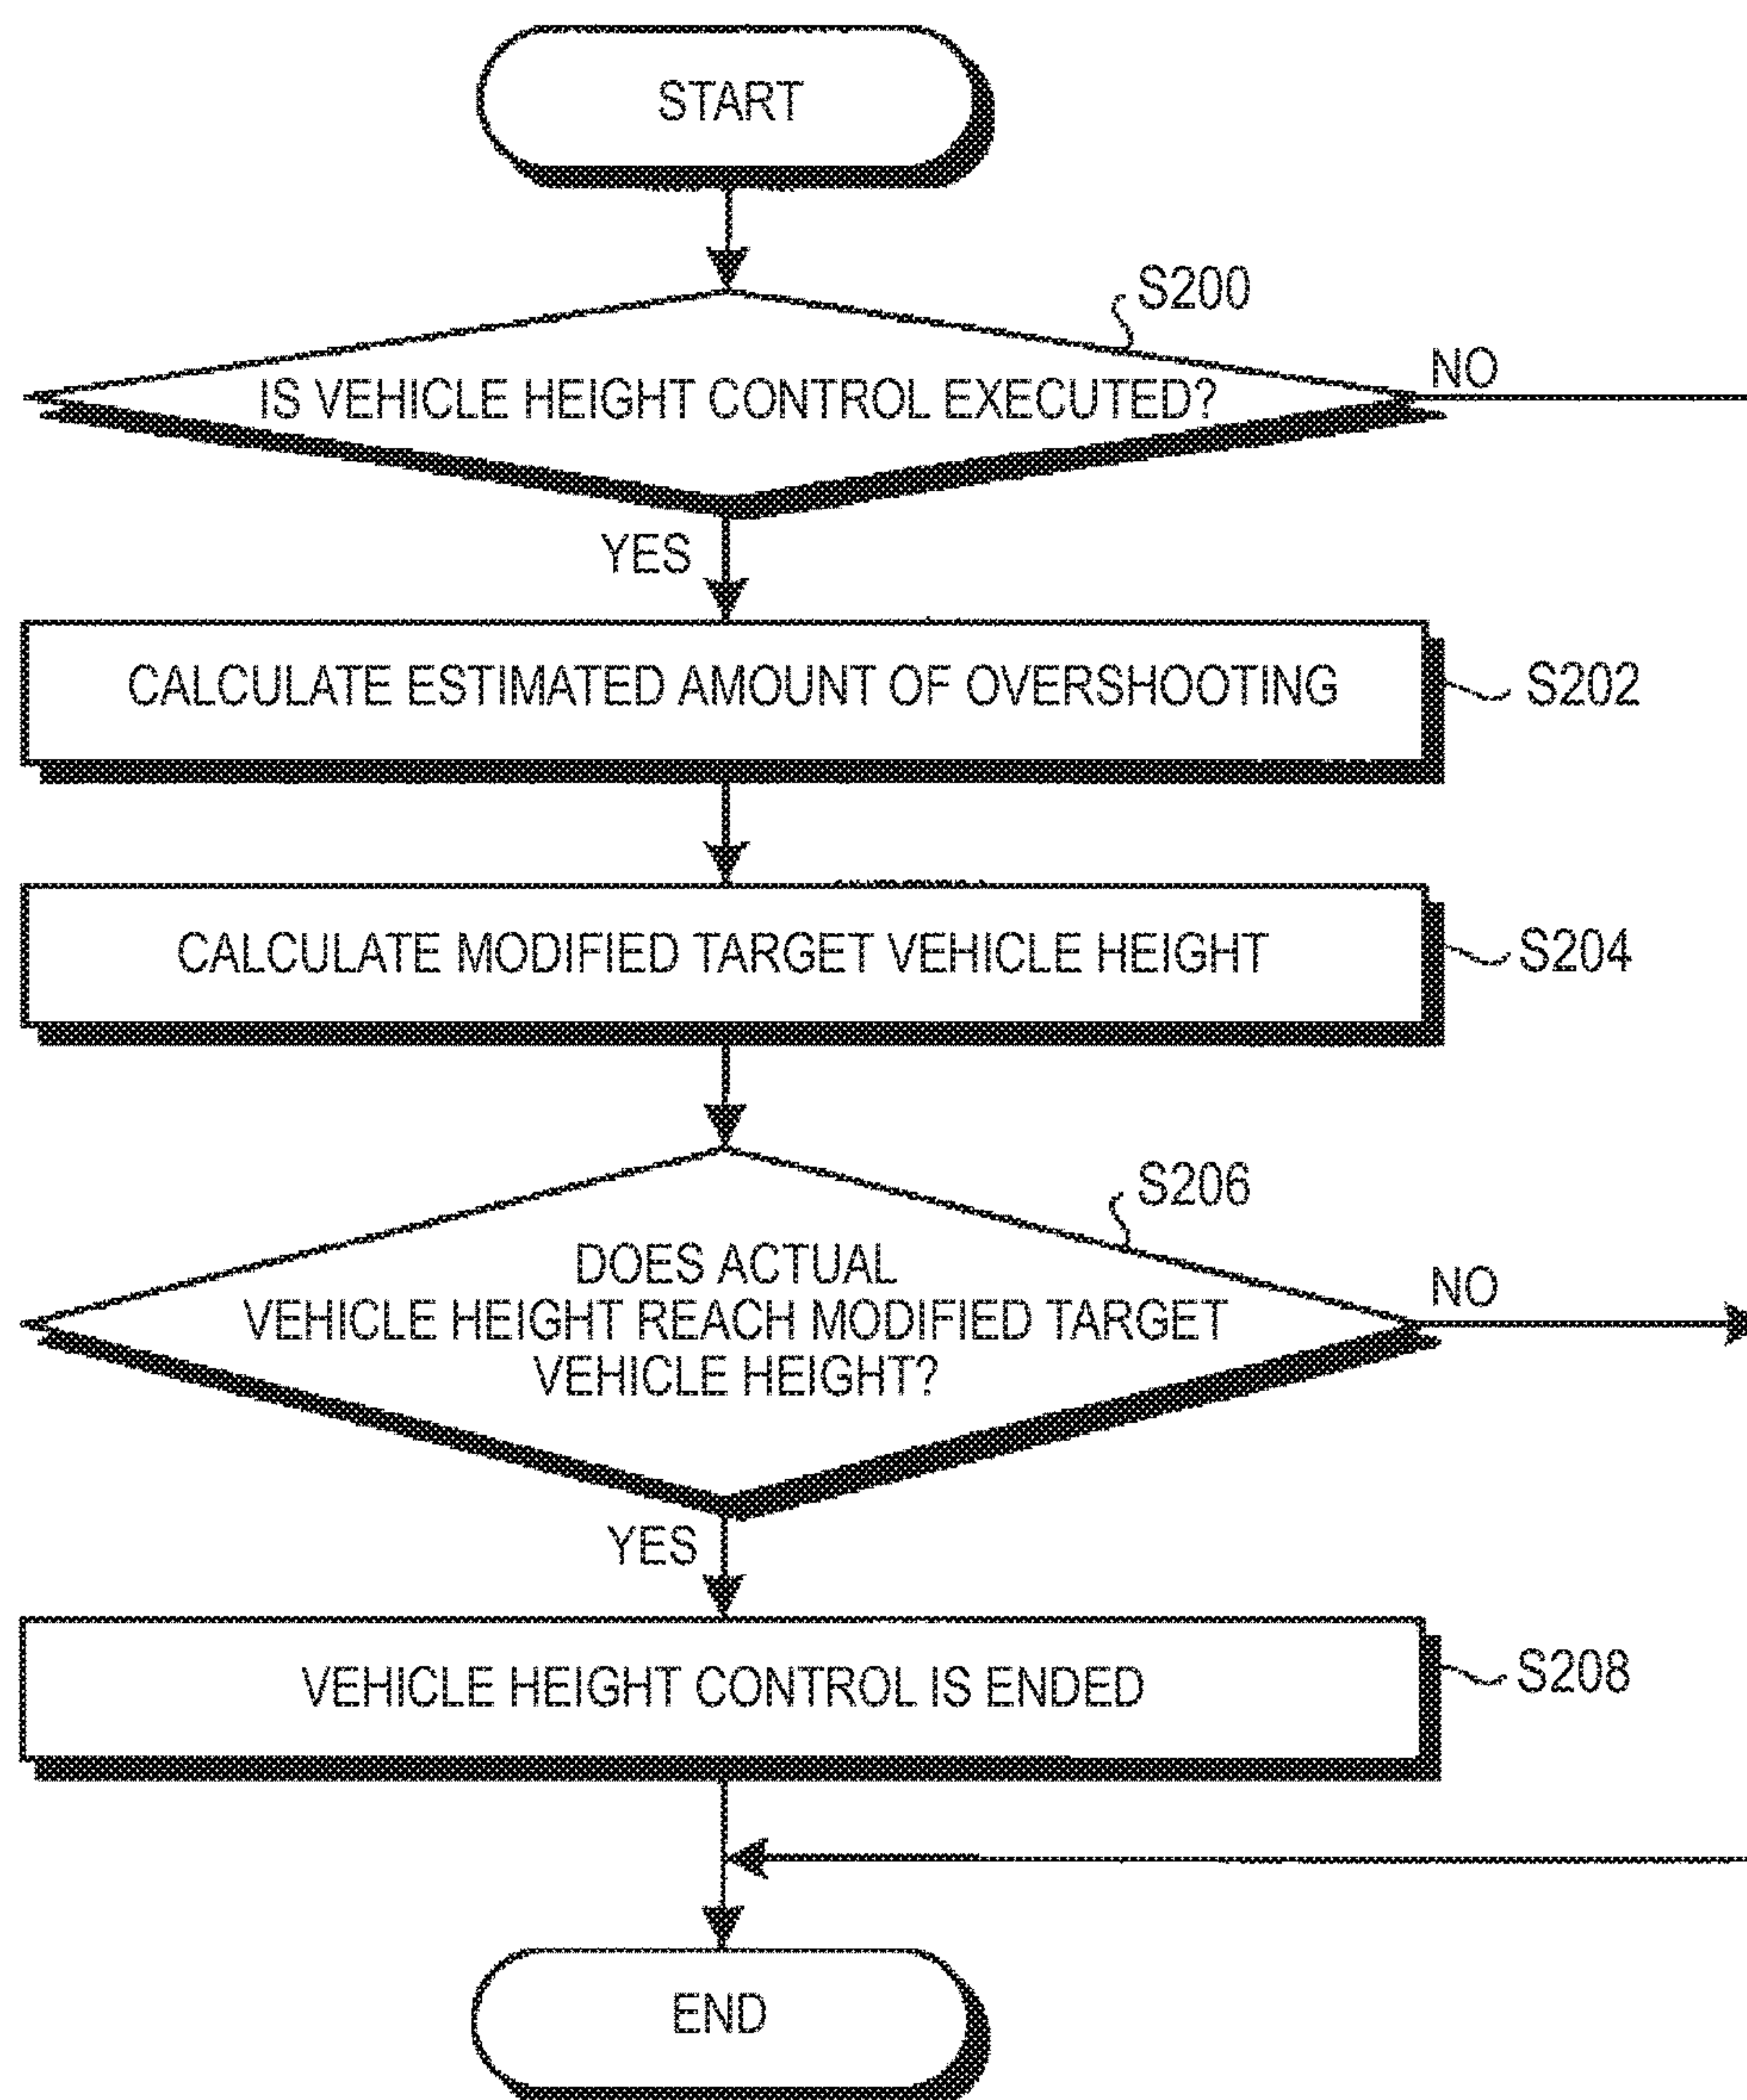 START
S200
IS VEHICLE HEIGHT CONTROL EXECUTED?
NO
YES
CALCULATE ESTIMATED AMOUNT OF OVERSHOOTING
S202
CALCULATE MODIFIED TARGET VEHICLE HEIGHT
S204
S206
DOES ACTUAL
VEHICLE HEIGHT REACH MODIFIED TARGET
VEHICLE HEIGHT?
NO
YES
VEHICLE HEIGHT CONTROL IS ENDED
S208
END